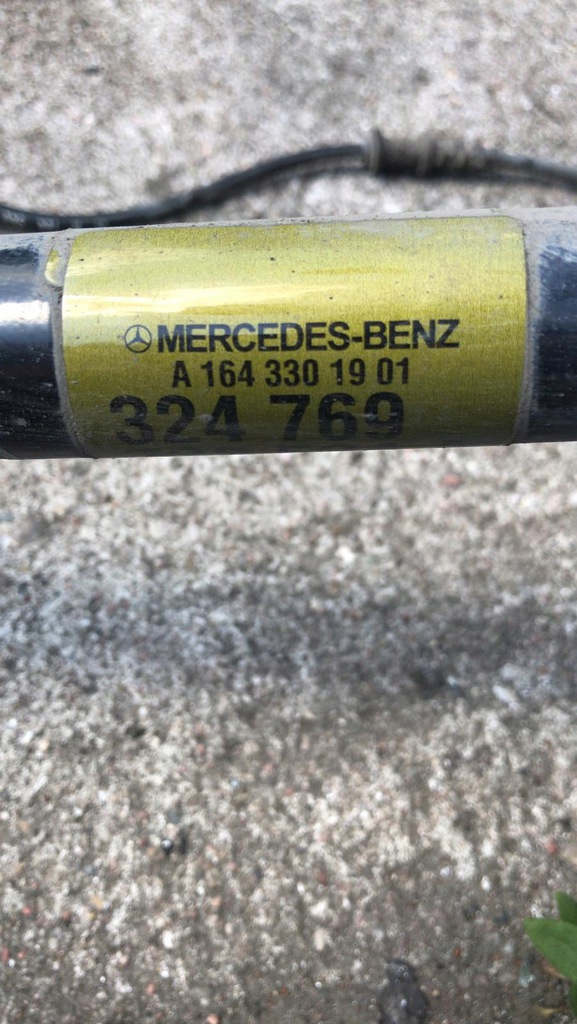 MERCEDES-BENZ
A 164 330 19 01
324 769